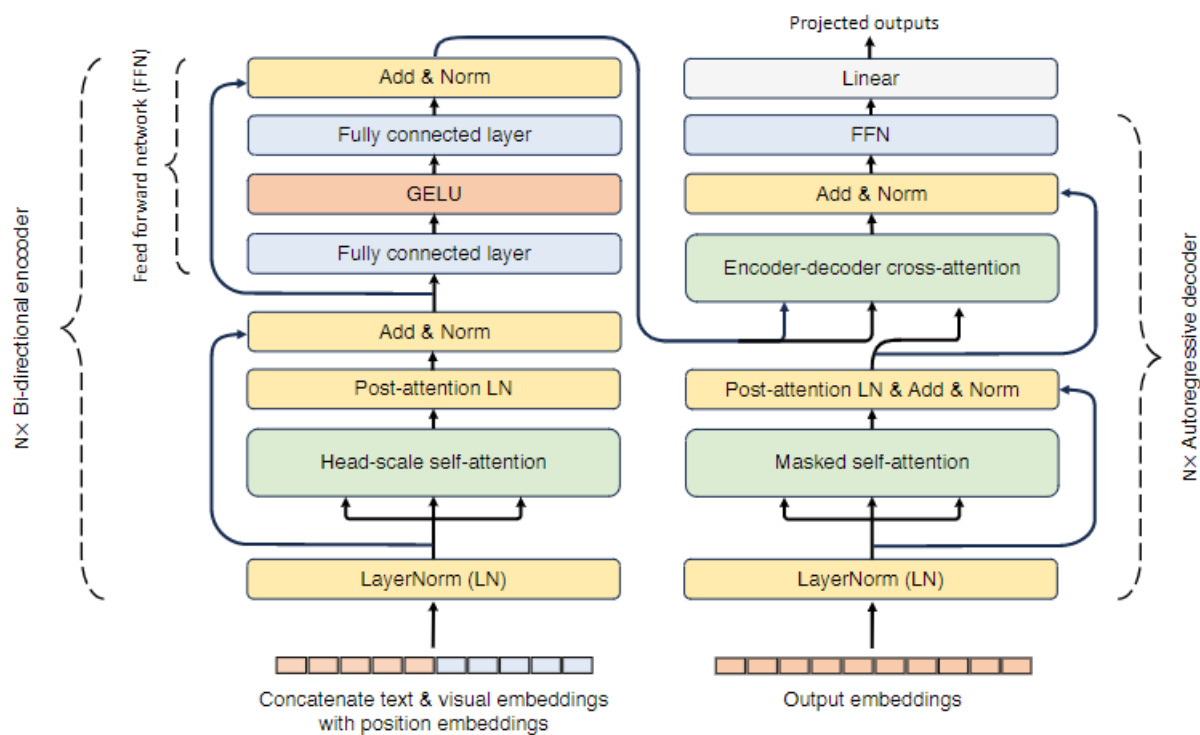 Projected outputs
Add & Norm
Fully connected layer
GELU
Fully connected layer
Add & Norm
Post-attention LN
Head-scale self-attention
LayerNorm (LN)
Concatenate text & visual embeddings
with position embeddings
Feed forward network (FFN)
N× Bi-directional enccoder
Linear
FFN
Add & Norm
Encoder-decoder cross-attention
Post-attention LN & Add & Norm
Masked self-attention
LayerNorm (LN)
Output embeddings
N× Autoregressive decoder